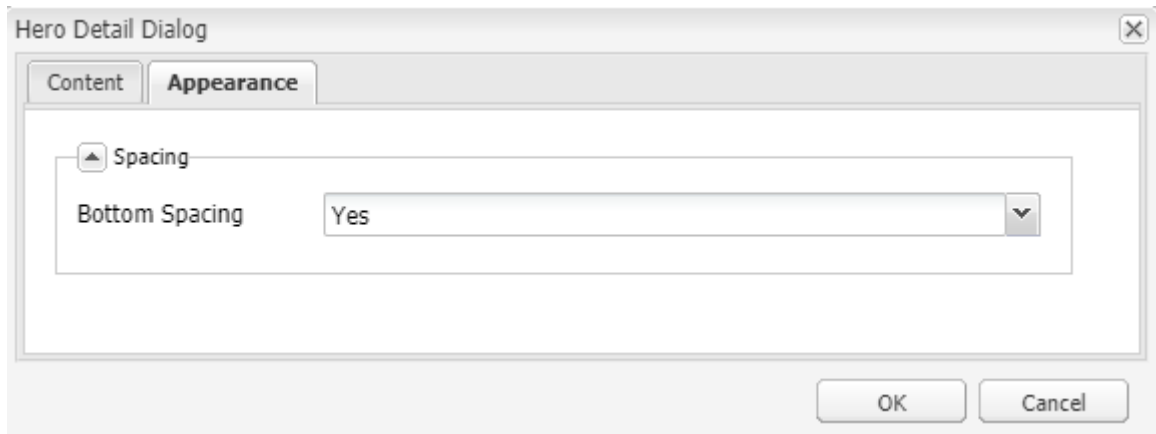 Hero Detail Dialog
Content Appearance
Spacing
Bottom Spacing Yes
OK Cancel